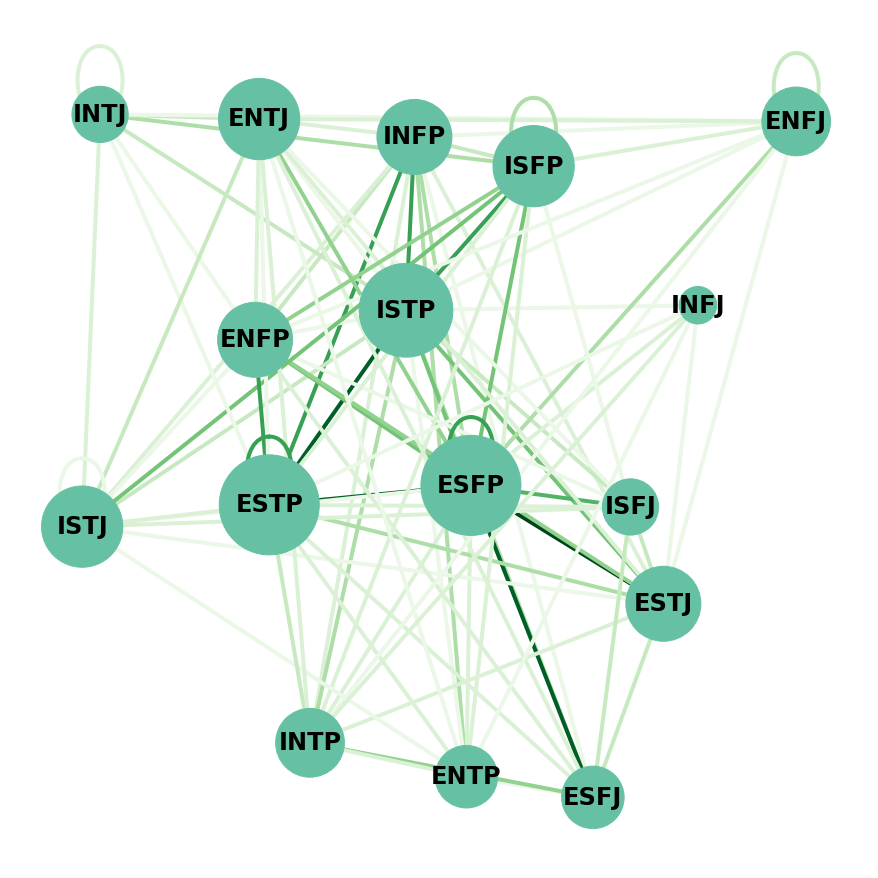 INTJ
ENTJ
INFP
ISFP
ENFJ
INFJ
ISTP
ENFP
ESFP
ESTP
ISFJ
ISTJ
ESTJ
INTP
ENTP
ESFJ